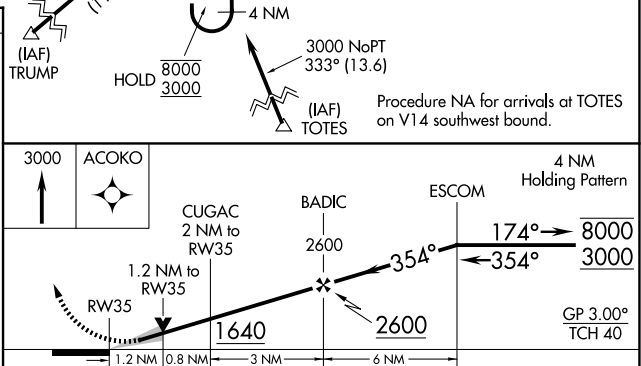 4 NM
(IAF)
TRUMP
HOLD 8000
3000
3000 NoPT
333° (13.6)
(IAF)
TOTES
Procedure NA for arrivals at TOTES
on V14 southwest bound.
3000
ACOKO
4 NM
Holding Pattern
CUGAC
2 NM to
RW35
BADIC
ESCOM
1.2 NM to
RW35
2600
174°
8000
354°
354°
3000
RW35
1640
2600
GP 3.00°
TCH 40
1.2 NM
0.8 NM
3 NM
6 NM